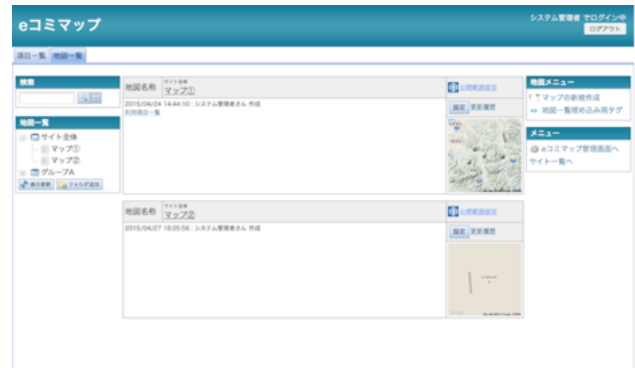 eコミマップ
システム管理者 でログイン中
ログアウト
項目一覧 地図一覧
検索
地図一覧
サイト全体
マップ①
マップ②
グループA
表示更新 フォルダ追加
地図名称 サイト全体
マップ①
公開範囲設定
2015/04/24 14:44:10 : システム管理者さん 作成
利用項目一覧
設定 更新履歴
地図名称 サイト全体
マップ②
公開範囲設定
2015/04/27 16:05:56 : システム管理者さん 作成
設定 更新履歴
地図メニュー
マップの新規作成
地図一覧埋め込み用タグ
メニュー
eコミマップ管理画面へ
サイト一覧へ